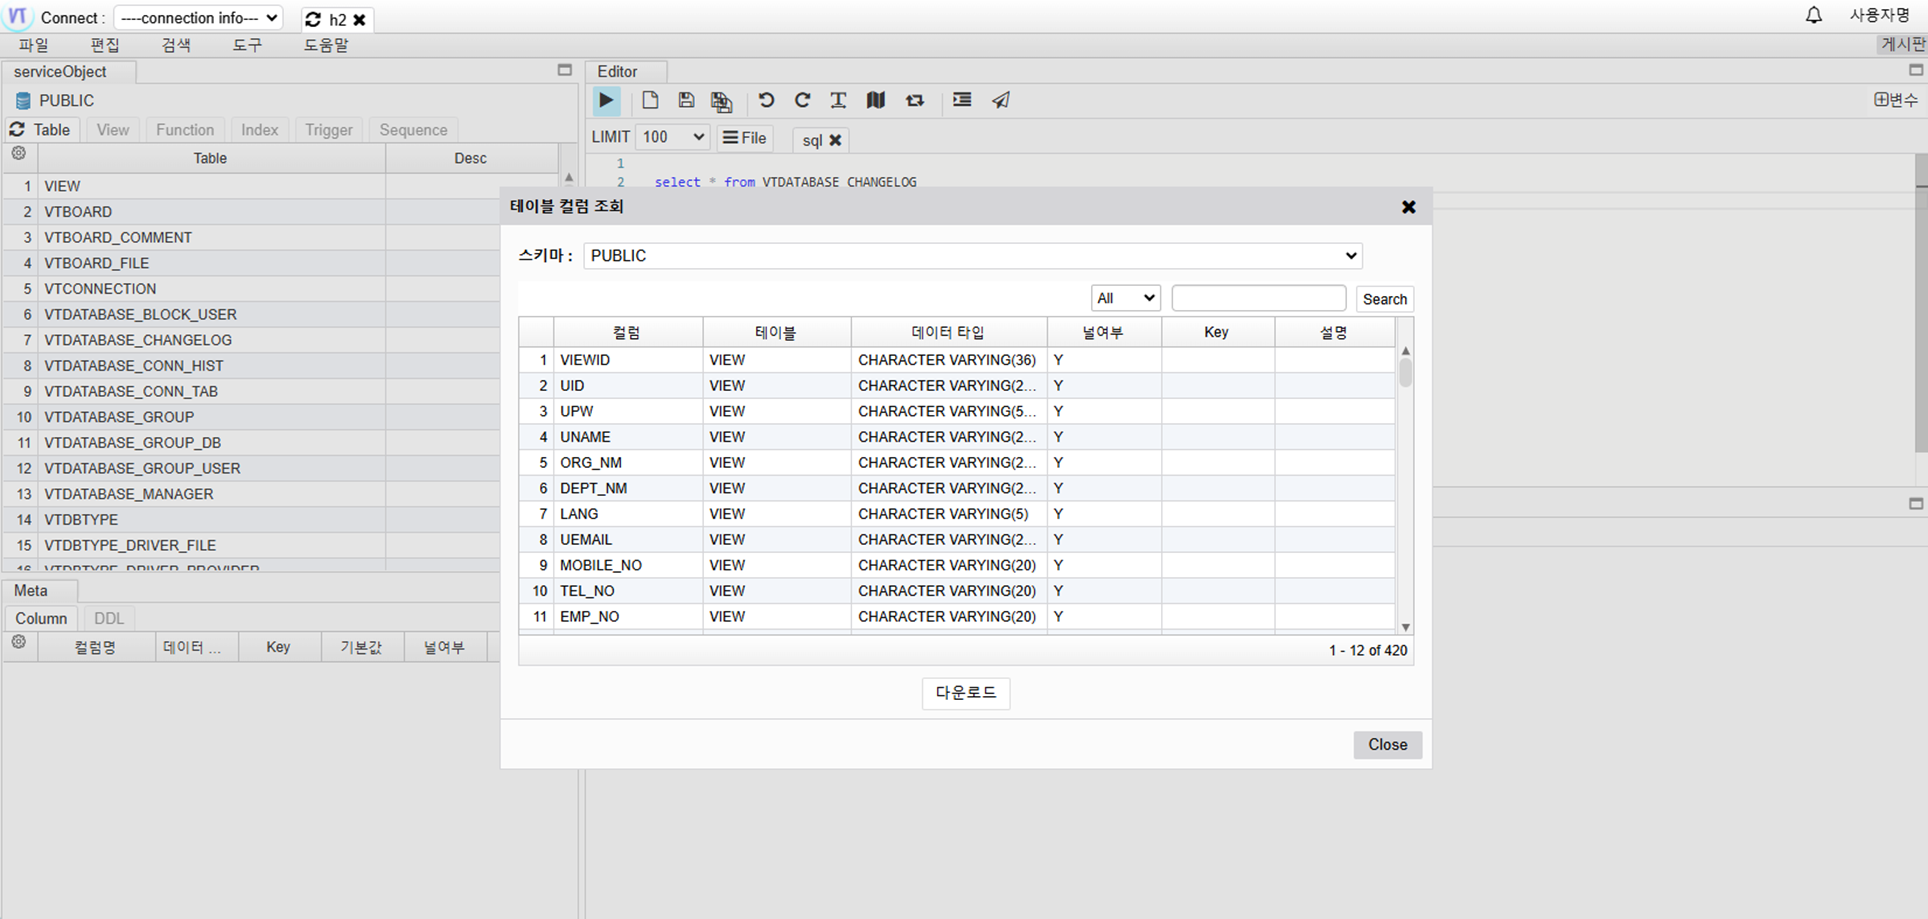 VT Connect : ----connection info--- h2 사용자명
파일 편집 검색 도구 도움말 게시판
serviceObject
PUBLIC
Table View Function Index Trigger Sequence
Table Desc
1 VIEW
2 VTBOARD
3 VTBOARD_COMMENT
4 VTBOARD_FILE
5 VTCONNECTION
6 VTDATABASE_BLOCK_USER
7 VTDATABASE_CHANGELOG
8 VTDATABASE_CONN_HIST
9 VTDATABASE_CONN_TAB
10 VTDATABASE_GROUP
11 VTDATABASE_GROUP_DB
12 VTDATABASE_GROUP_USER
13 VTDATABASE_MANAGER
14 VTDBTYPE
15 VTDBTYPE_DRIVER_FILE
16 VTDBTYPE_DRIVER_PROVIDER
Meta
Column DDL
컬럼명 데이터 ... Key 기본값 널여부
Editor
변수
LIMIT 100 File sql
1
2 select * from VTDATABASE_CHANGELOG
테이블 컬럼 조회
스키마 : PUBLIC
All Search
컬럼 테이블 데이터 타입 널여부 Key 설명
1 VIEWID VIEW CHARACTER VARYING(36) Y
2 UID VIEW CHARACTER VARYING(2... Y
3 UPW VIEW CHARACTER VARYING(5... Y
4 UNAME VIEW CHARACTER VARYING(2... Y
5 ORG_NM VIEW CHARACTER VARYING(2... Y
6 DEPT_NM VIEW CHARACTER VARYING(2... Y
7 LANG VIEW CHARACTER VARYING(5) Y
8 UEMAIL VIEW CHARACTER VARYING(2... Y
9 MOBILE_NO VIEW CHARACTER VARYING(20) Y
10 TEL_NO VIEW CHARACTER VARYING(20) Y
11 EMP_NO VIEW CHARACTER VARYING(20) Y
1 - 12 of 420
다운로드
Close